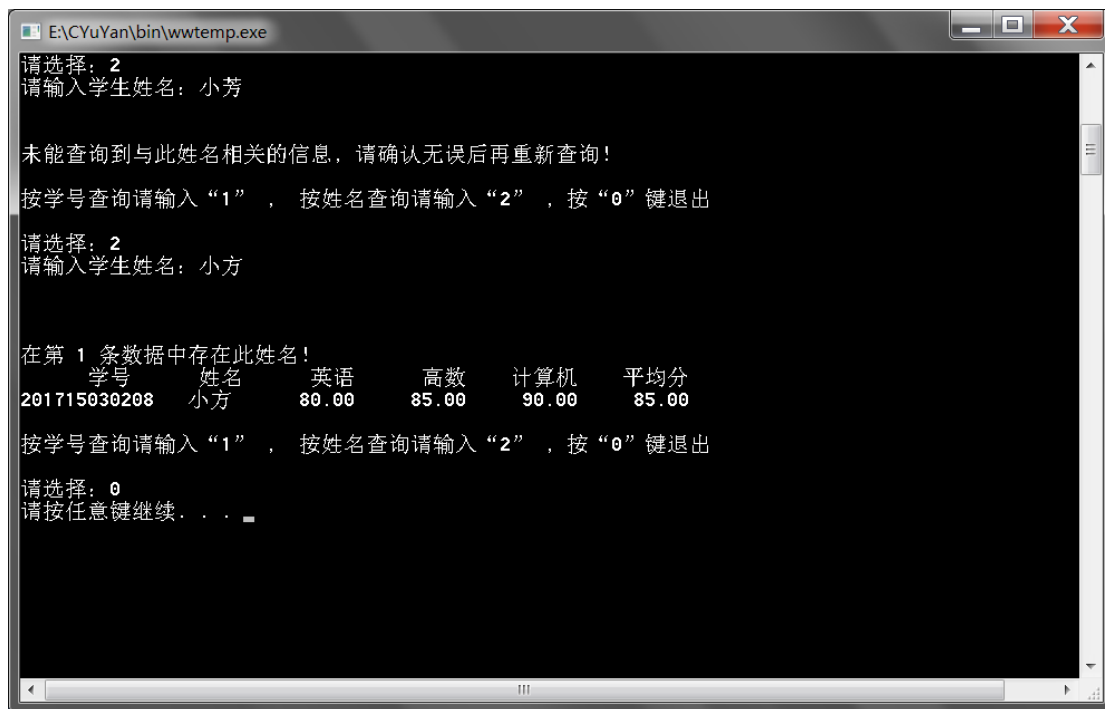 E:\CYuYan\bin\wwtemp.exe
请选择：2
请输入学生姓名：小芳
未能查询到与此姓名相关的信息，请确认无误后再重新查询！
按学号查询请输入“1” ， 按姓名查询请输入“2” ，按“0”键退出
请选择：2
请输入学生姓名：小方
在第 1 条数据中存在此姓名！
学号 姓名 英语 高数 计算机 平均分
201715030208 小方 80.00 85.00 90.00 85.00
按学号查询请输入“1” ， 按姓名查询请输入“2” ，按“0”键退出
请选择：0
请按任意键继续. . .